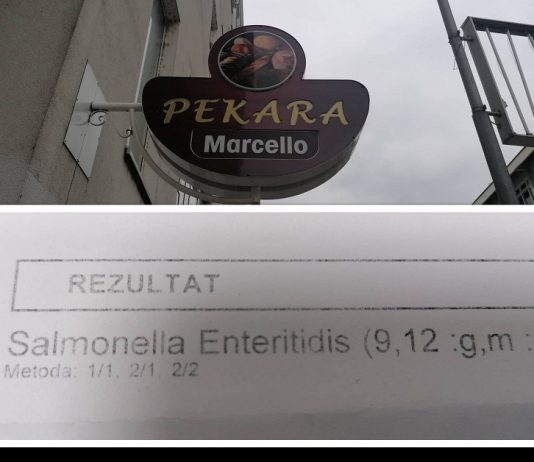 PEKARA
Marcello
REZULTAT
Salmonella Enteritidis (9,12 :g,m :
Metoda: 1/1, 2/1, 2/2